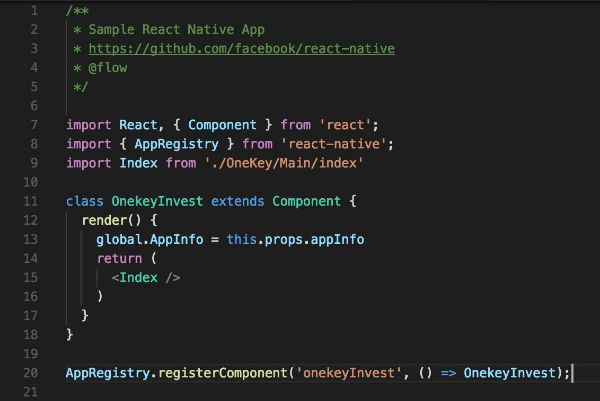 1 /**
2  * Sample React Native App
3  * https://github.com/facebook/react-native
4  * @flow
5  */
6
7 import React, { Component } from 'react';
8 import { AppRegistry } from 'react-native';
9 import Index from './OneKey/Main/index'
10
11 class OnekeyInvest extends Component {
12   render() {
13     global.AppInfo = this.props.appInfo
14     return (
15       <Index />
16     )
17   }
18 }
19
20 AppRegistry.registerComponent('onekeyInvest', () => OnekeyInvest);
21